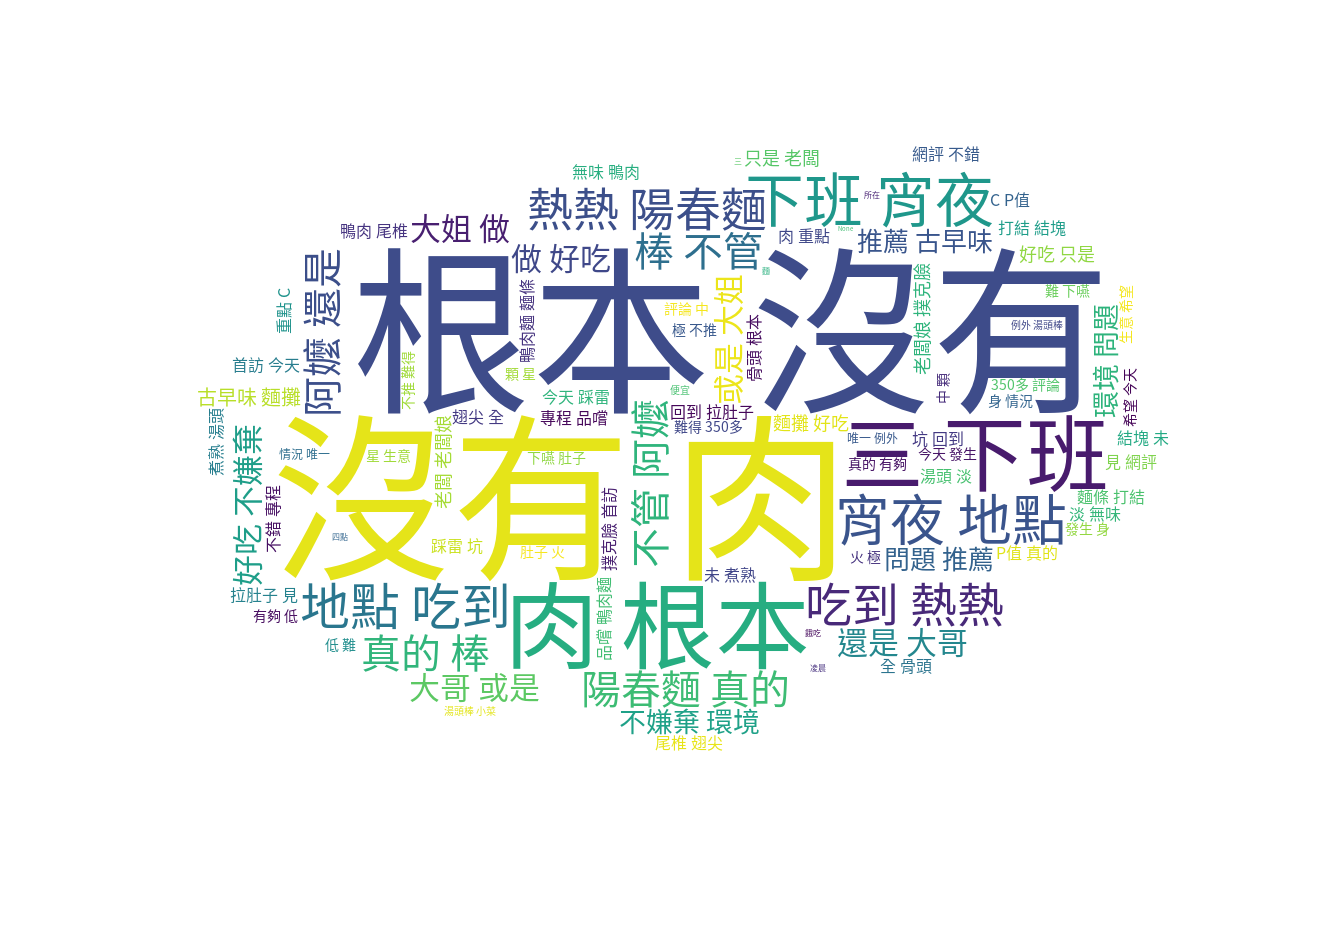 網評 不錯
三 只是 老闆
無味 鴨肉
下班 宵夜
所在
C P值
熱熱 陽春麵
大姐 做
鴨肉 尾椎
None
打結 結塊
肉 重點
推薦 古早味
棒 不管
做 好吃
好吃 只是
麵
阿嬤 還是
根本 沒有
老闆娘 撲克臉
難 下嚥
重點 C
鴨肉麵 麵條
或是 大姐
評論 中
極 不推
骨頭 根本
例外 湯頭棒
環境 問題
生意 希望
首訪 今天
不推 難得
顆 星
350多 評論
中 顆
希望 今天
古早味 麵攤
今天 踩雷
便宜
身 情況
翅尖 全
專程 品嚐
回到 拉肚子
難得 350多
麵攤 好吃
煮熟 湯頭
好吃 不嫌棄
沒有 肉
三 下班
唯一 例外
坑 回到
結塊 未
情況 唯一
星 生意
老闆 老闆娘
下嚥 肚子
不管 阿嬤
真的 有夠
今天 發生
見 網評
湯頭 淡
不錯 專程
撲克臉 首訪
宵夜 地點
麵條 打結
淡 無味
發生 身
四點
踩雷 坑
肚子 火
火 極
問題 推薦
P值 真的
未 煮熟
拉肚子 見
地點 吃到
品嚐 鴨肉麵
肉 根本
吃到 熱熱
有夠 低
餓吃
低 難
真的 棒
還是 大哥
凌晨
全 骨頭
大哥 或是
陽春麵 真的
湯頭棒 小菜
不嫌棄 環境
尾椎 翅尖